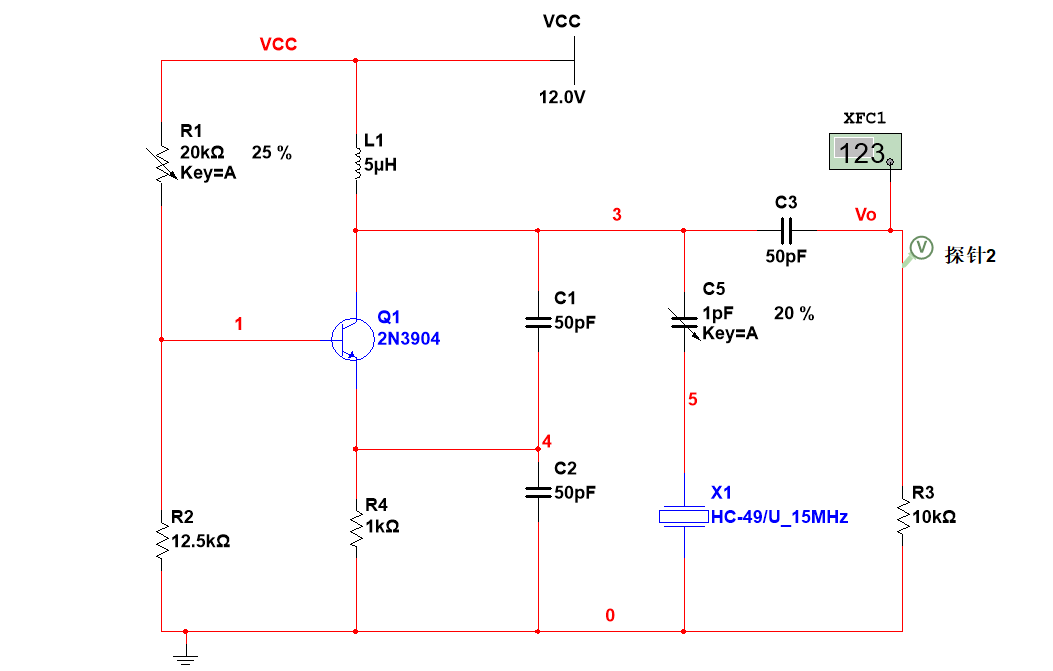 VCC
VCC
12.0V
R1
20kΩ 25 %
Key=A
L1
5µH
XFC1
123
C3
50pF
3
Vo
V
探针2
1
Q1
2N3904
C1
50pF
C5
1pF 20 %
Key=A
5
4
C2
50pF
R2
12.5kΩ
R4
1kΩ
X1
HC-49/U_15MHz
R3
10kΩ
0